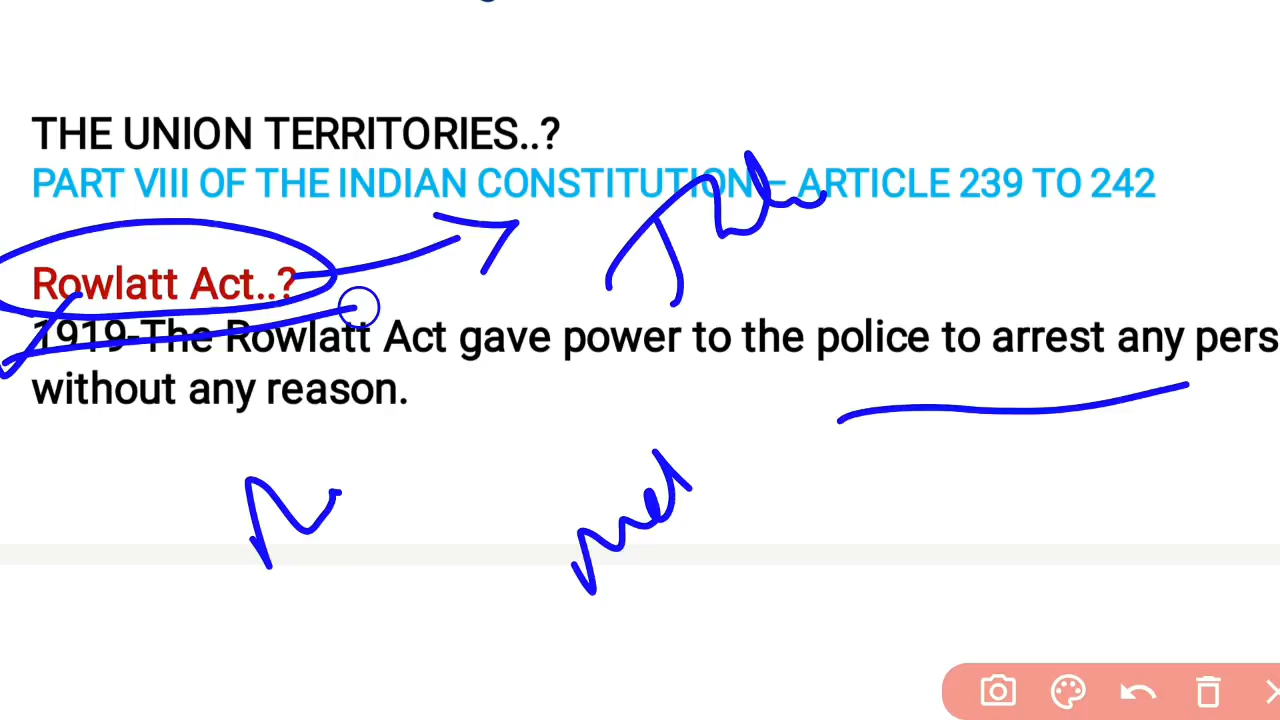 THE UNION TERRITORIES..?
PART VIII OF THE INDIAN CONSTITUTION – ARTICLE 239 TO 242
Rowlatt Act..?
1919-The Rowlatt Act gave power to the police to arrest any pers
without any reason.